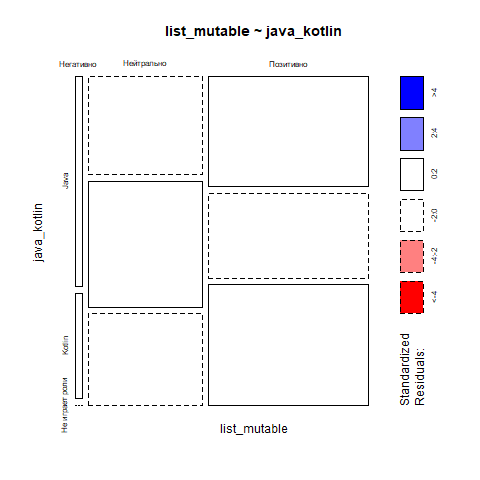 list_mutable ~ java_kotlin
Негативно
Нейтрально
Позитивно
java_kotlin
Java
Kotlin
Не играет роли
list_mutable
>4
2:4
0:2
-2:0
-4:-2
<-4
Standardized
Residuals: